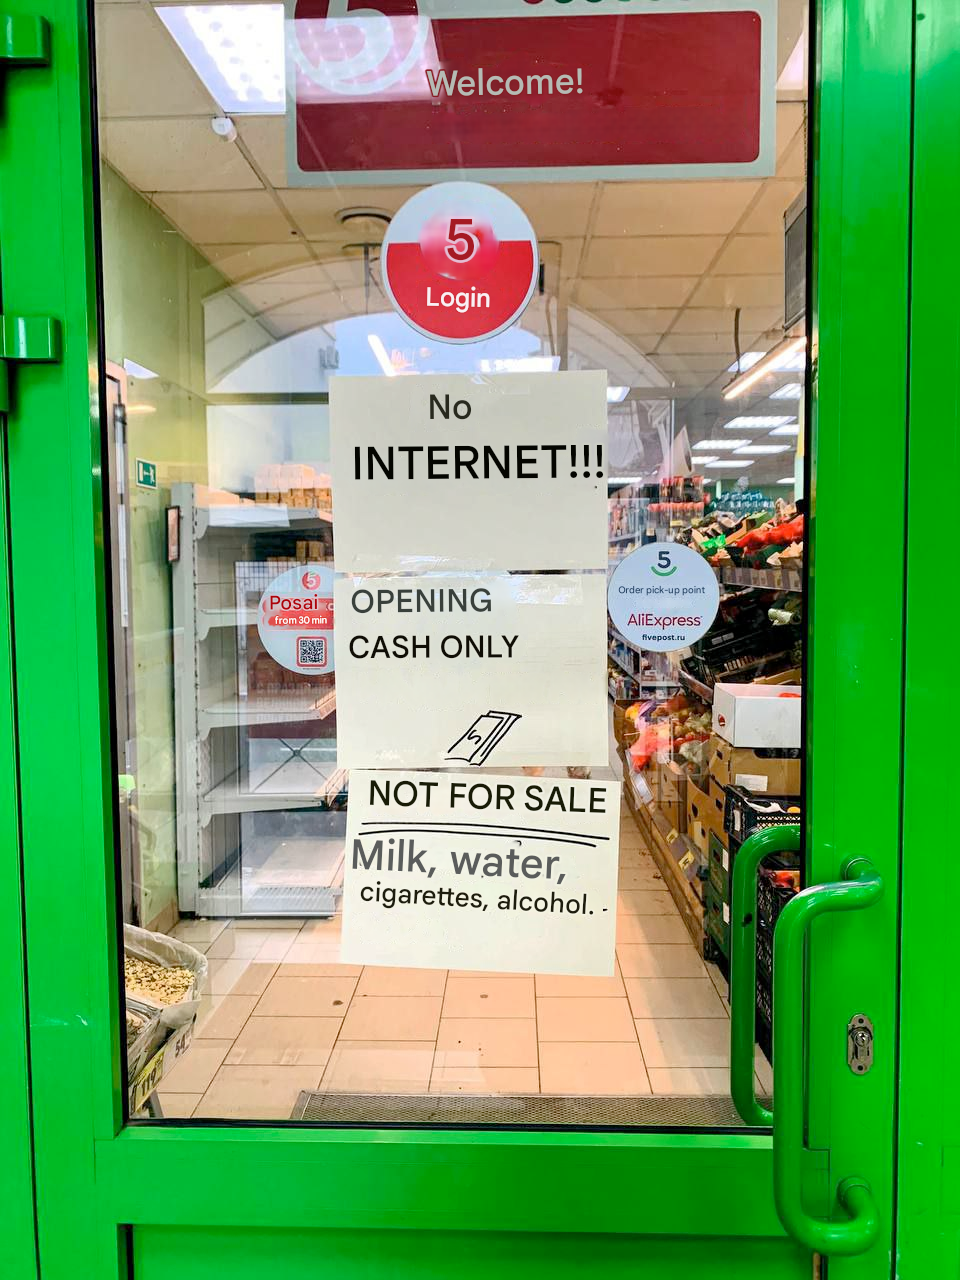 Welcome!
5
Login
No
INTERNET!!!
5
Posai
from 30 min
5
Order pick-up point
AliExpress
fivepost.ru
OPENING
CASH ONLY
NOT FOR SALE
Milk, water,
cigarettes, alcohol.